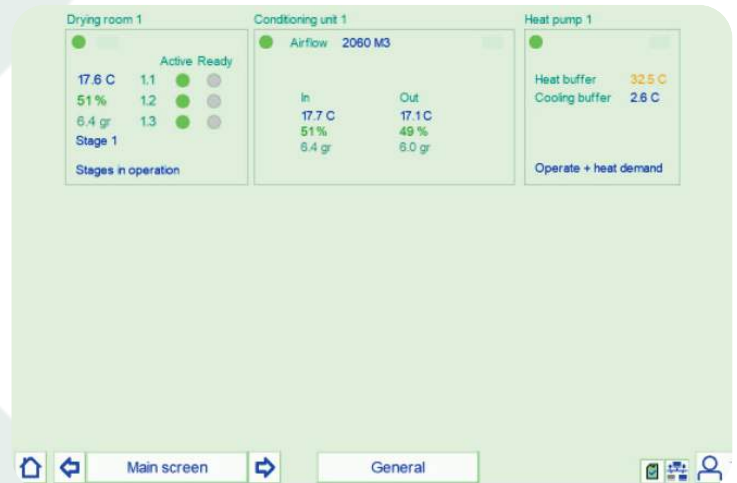 Drying room 1
Active Ready
17.6 C 1.1
51 % 1.2
6.4 gr 1.3
Stage 1
Stages in operation
Conditioning unit 1
Airflow 2060 M3
In Out
17.7 C 17.1 C
51 % 49 %
6.4 gr 6.0 gr
Heat pump 1
Heat buffer 32.5 C
Cooling buffer 2.6 C
Operate + heat demand
Main screen
General